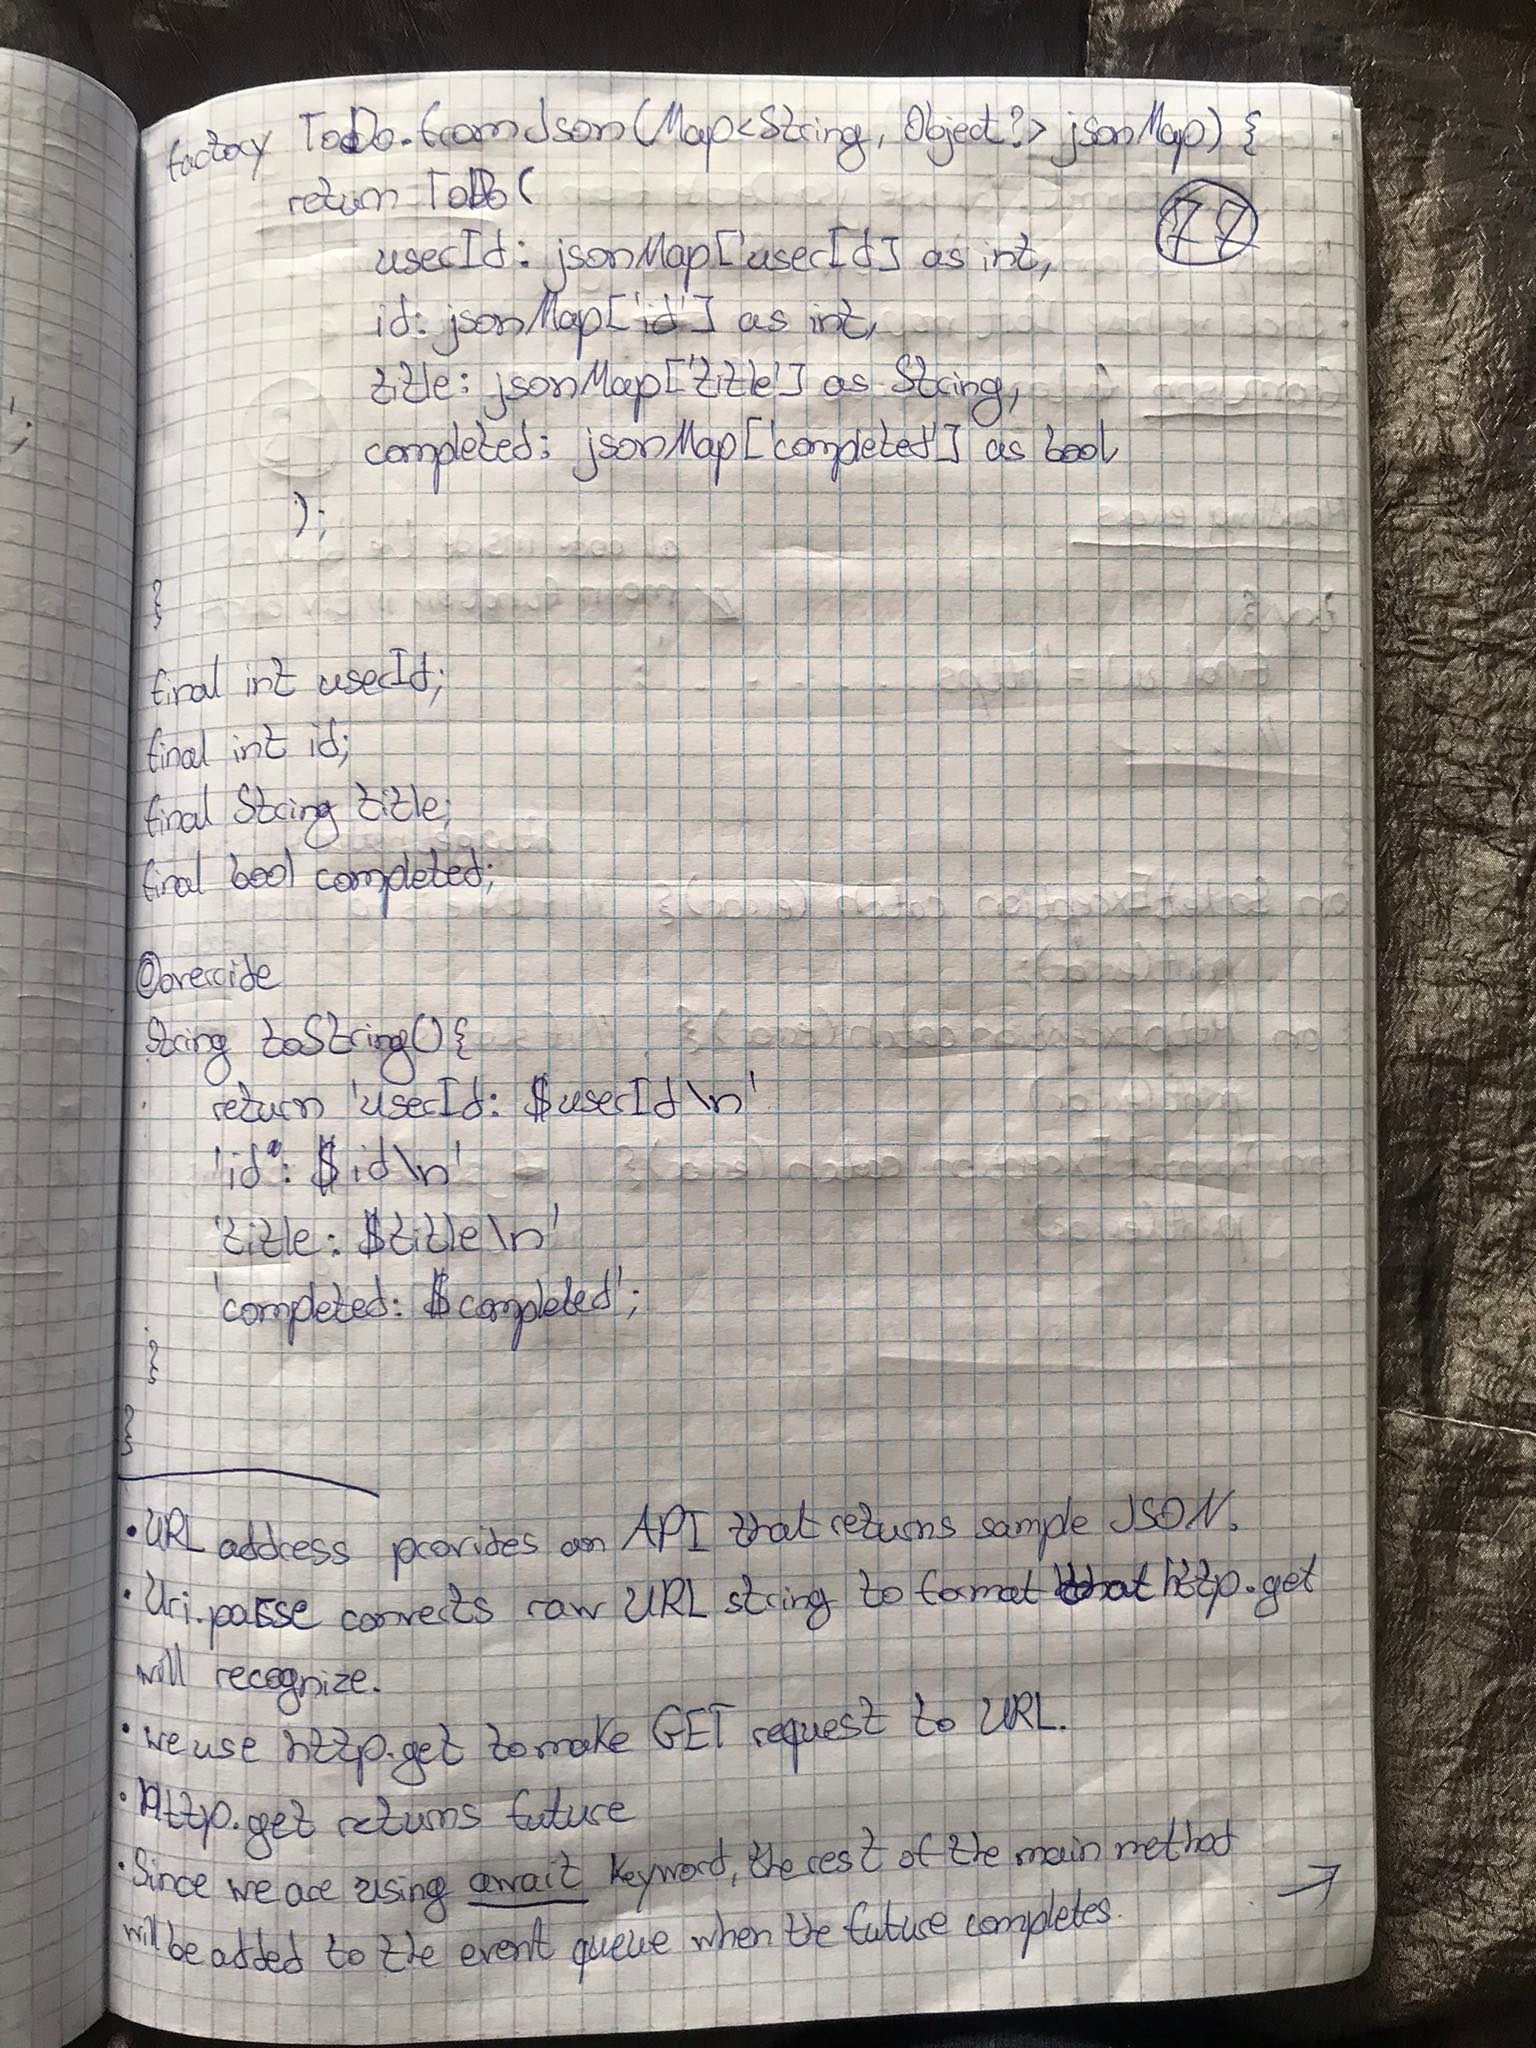 factory ToDo.fromJson(Map<String, Object?> jsonMap) {
return ToDo(
77
userId: jsonMap['userId'] as int,
id: jsonMap['id'] as int,
title: jsonMap['title'] as String,
completed: jsonMap['completed'] as bool
);
}
final int userId;
final int id;
final String title;
final bool completed;
@override
String toString(){
return 'userId: $userId\n'
'id: $id\n'
'title: $title\n'
'completed: $completed';
}
}
• URL address provides an API that returns sample JSON.
• Uri.parse converts raw URL string to format that http.get
will recognize.
• we use http.get to make GET request to URL.
• Http.get returns future
• Since we are using await keyword, the rest of the main method
will be added to the event queue when the future completes.